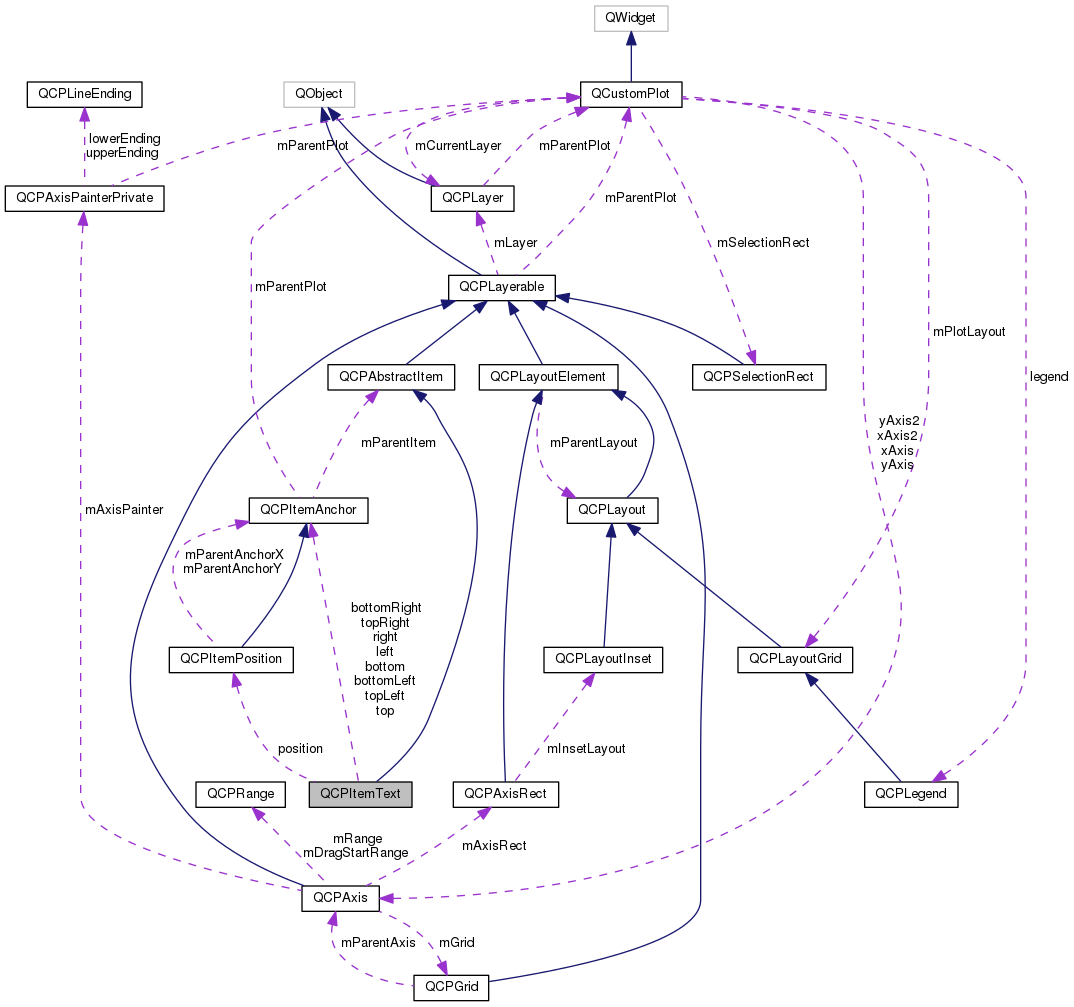 QWidget
QCPLineEnding
QObject
QCustomPlot
lowerEnding
upperEnding
mParentPlot
mCurrentLayer
mParentPlot
QCPAxisPainterPrivate
QCPLayer
mParentPlot
mLayer
mSelectionRect
mParentPlot
QCPLayerable
mPlotLayout
QCPAbstractItem
QCPLayoutElement
QCPSelectionRect
legend
yAxis2
xAxis2
xAxis
yAxis
mParentItem
mParentLayout
mAxisPainter
QCPItemAnchor
QCPLayout
mParentAnchorX
mParentAnchorY
bottomRight
topRight
right
left
bottom
bottomLeft
topLeft
top
QCPItemPosition
QCPLayoutInset
QCPLayoutGrid
position
mInsetLayout
QCPRange
QCPItemText
QCPAxisRect
QCPLegend
mRange
mDragStartRange
mAxisRect
QCPAxis
mParentAxis
mGrid
QCPGrid